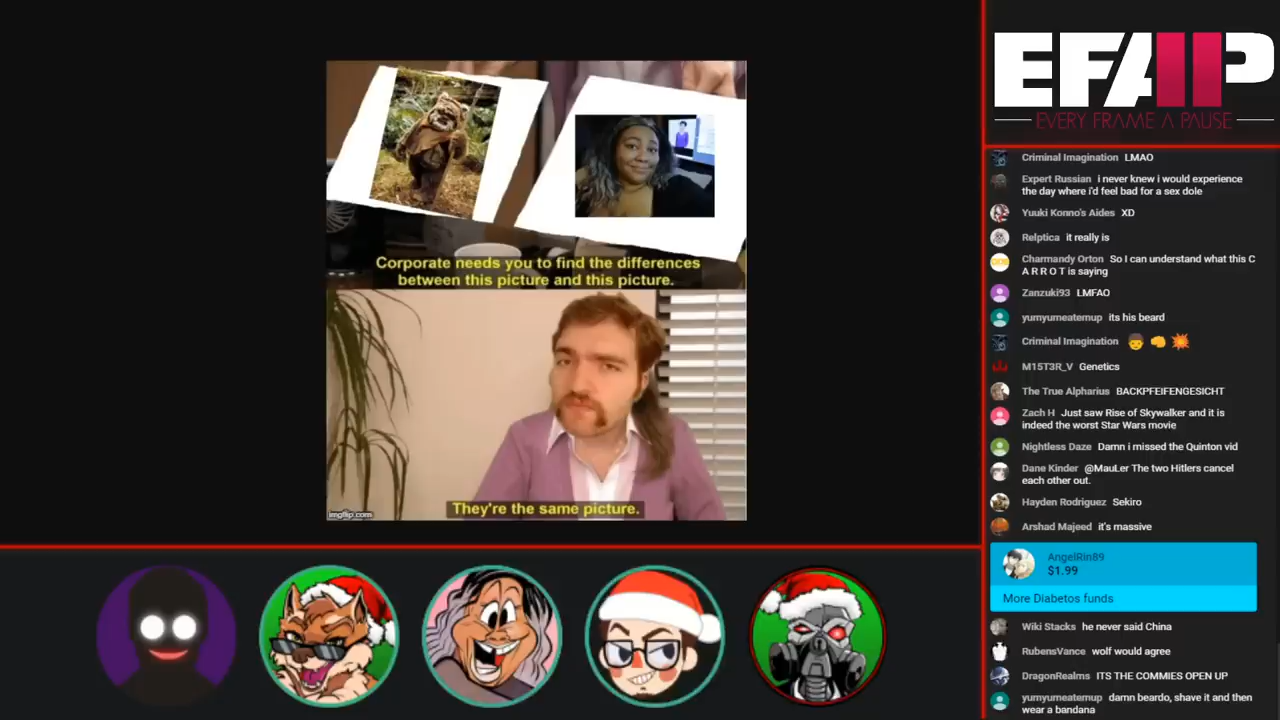 Corporate needs you to find the differences
between this picture and this picture.
They're the same picture.
imgflip.com
EFAP
EVERY FRAME A PAUSE
Criminal Imagination LMAO
Expert Russian i never knew i would experience
the day where i'd feel bad for a sex dole
Yuuki Konno's Aides XD
Relptica it really is
Charmandy Orton So I can understand what this C
A R R O T is saying
Zanzuki93 LMFAO
yumyumeatemup its his beard
Criminal Imagination
M15T3R_V Genetics
The True Alpharius BACKPFEIFENGESICHT
Zach H Just saw Rise of Skywalker and it is
indeed the worst Star Wars movie
Nightless Daze Damn i missed the Quinton vid
Dane Kinder @MauLer The two Hitlers cancel
each other out.
Hayden Rodriguez Sekiro
Arshad Majeed it's massive
AngelRin89
$1.99
More Diabetos funds
Wiki Stacks he never said China
RubensVance wolf would agree
DragonRealms ITS THE COMMIES OPEN UP
yumyumeatemup damn beardo, shave it and then
wear a bandana